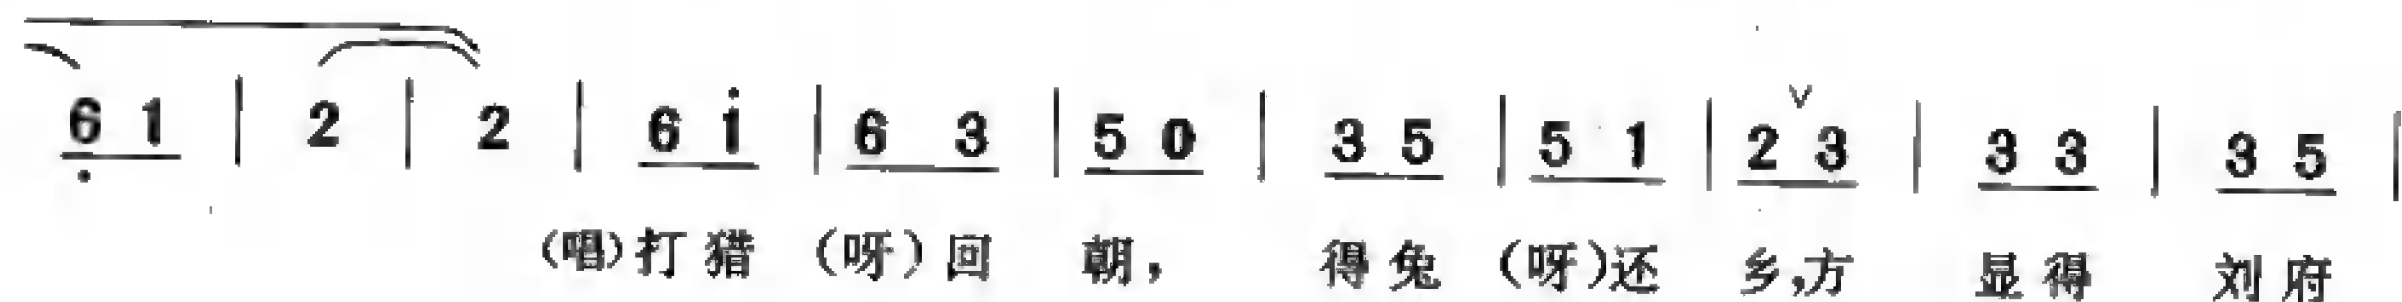 6 1 | 2 | 2 | 6 i | 6 3 | 5 0 | 3 5 | 5 1 | 2 3 | 3 3 | 3 5 |
(唱)打猎 (呀)回 朝, 得兔 (呀)还 乡,方 显得 刘府